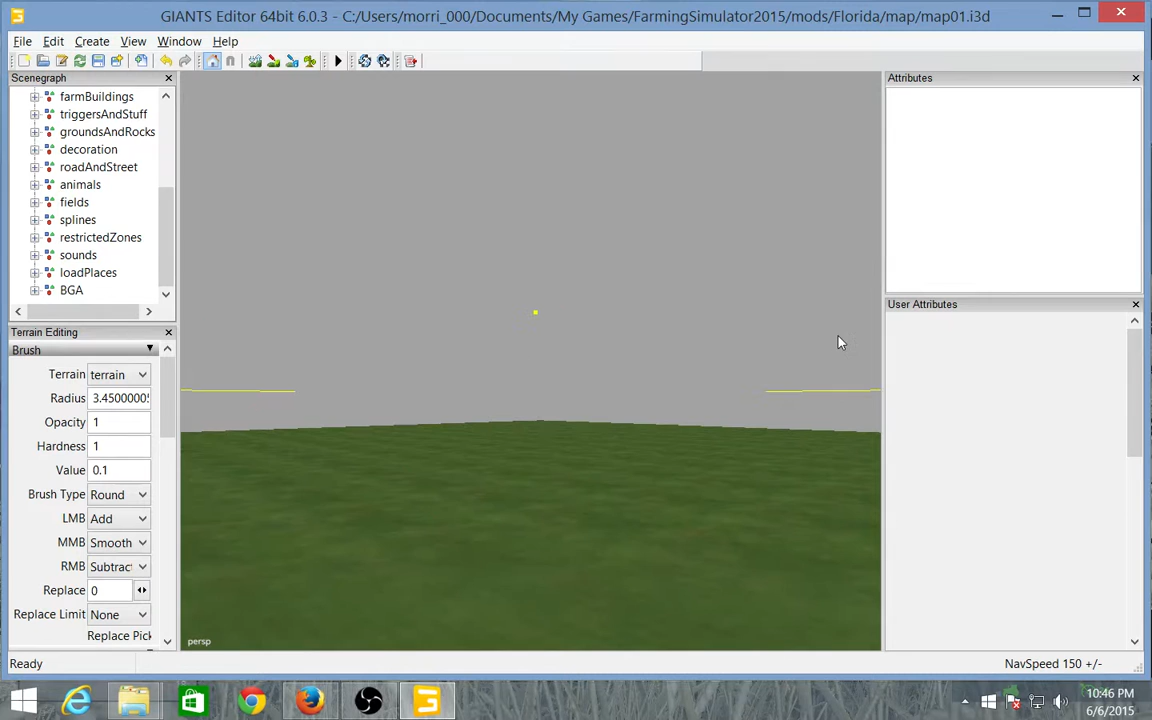 GIANTS Editor 64bit 6.0.3 - C:/Users/morri_000/Documents/My Games/FarmingSimulator2015/mods/Florida/map/map01.i3d
File Edit Create View Window Help
Scenegraph
farmBuildings
triggersAndStuff
groundsAndRocks
decoration
roadAndStreet
animals
fields
splines
restrictedZones
sounds
loadPlaces
BGA
Terrain Editing
Brush
Terrain terrain
Radius 3.4500000
Opacity 1
Hardness 1
Value 0.1
Brush Type Round
LMB Add
MMB Smooth
RMB Subtrac
Replace 0
Replace Limit None
Replace Pick
persp
Attributes
User Attributes
Ready
NavSpeed 150 +/-
10:46 PM
6/6/2015